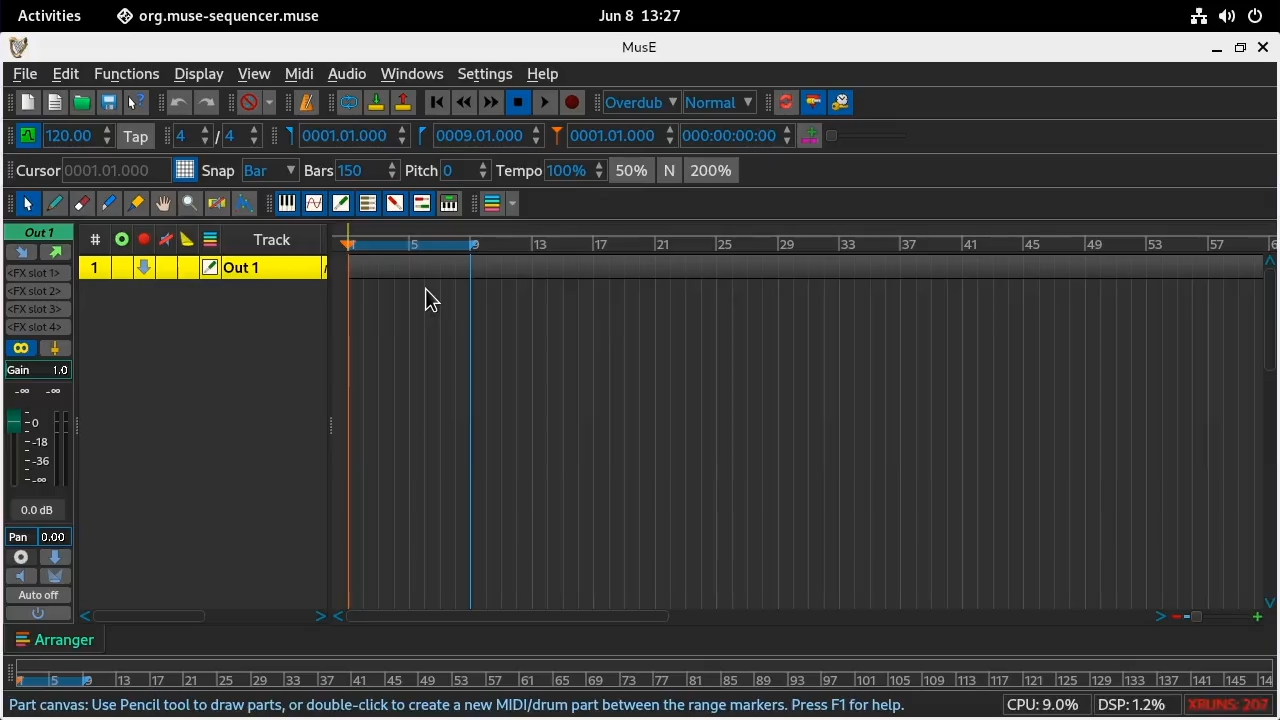 Activities org.muse-sequencer.muse Jun 8 13:27
MusE
File Edit Functions Display View Midi Audio Windows Settings Help
Overdub Normal
120.00 Tap 4 / 4 0001.01.000 0009.01.000 0001.01.000 000:00:00:00
Cursor 0001.01.000 Snap Bar Bars 150 Pitch 0 Tempo 100% 50% N 200%
Out 1 # Track 5 9 13 17 21 25 29 33 37 41 45 49 53 57
1 Out 1
<FX slot 1>
<FX slot 2>
<FX slot 3>
<FX slot 4>
Gain 1.0
-∞ -∞
0
-18
-36
-∞
0.0 dB
Pan 0.00
Auto off
Arranger
5 9 13 17 21 25 29 33 37 41 45 49 53 57 61 65 69 73 77 81 85 89 93 97 101 105 109 113 117 121 125 129 133 137 141 145
Part canvas: Use Pencil tool to draw parts, or double-click to create a new MIDI/drum part between the range markers. Press F1 for help. CPU: 9.0% DSP: 1.2% XRUNS: 207